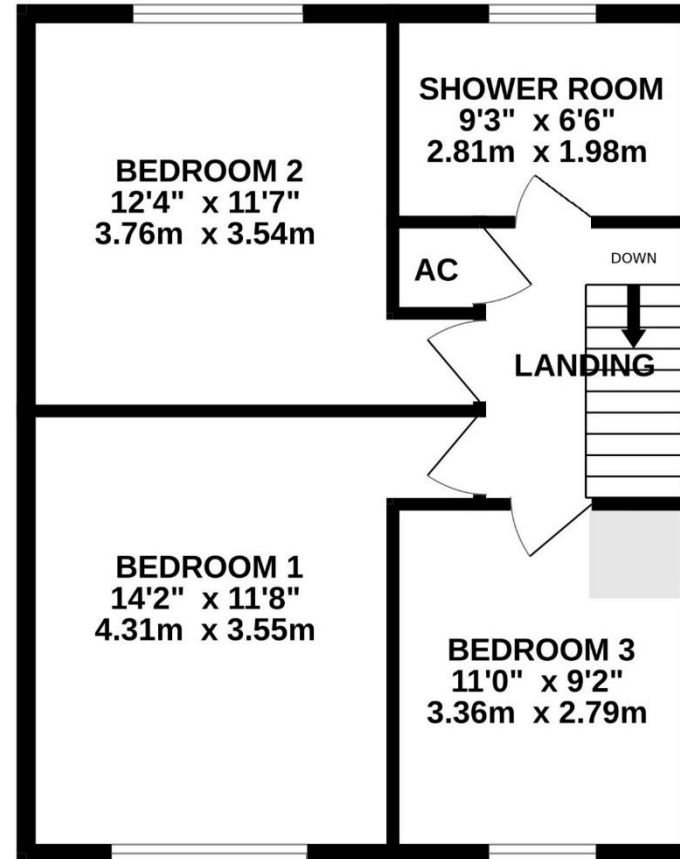 BEDROOM 2
12'4" x 11'7"
3.76m x 3.54m
SHOWER ROOM
9'3" x 6'6"
2.81m x 1.98m
AC
DOWN
LANDING
BEDROOM 1
14'2" x 11'8"
4.31m x 3.55m
BEDROOM 3
11'0" x 9'2"
3.36m x 2.79m